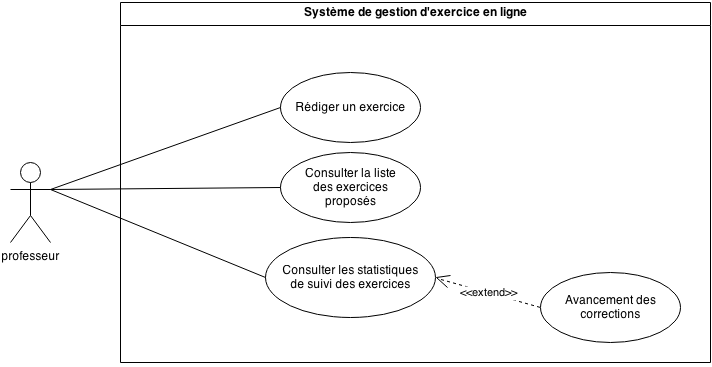 Système de gestion d'exercice en ligne
Rédiger un exercice
Consulter la liste
des exercices
proposés
professeur
Consulter les statistiques
de suivi des exercices
<<extend>>
Avancement des
corrections